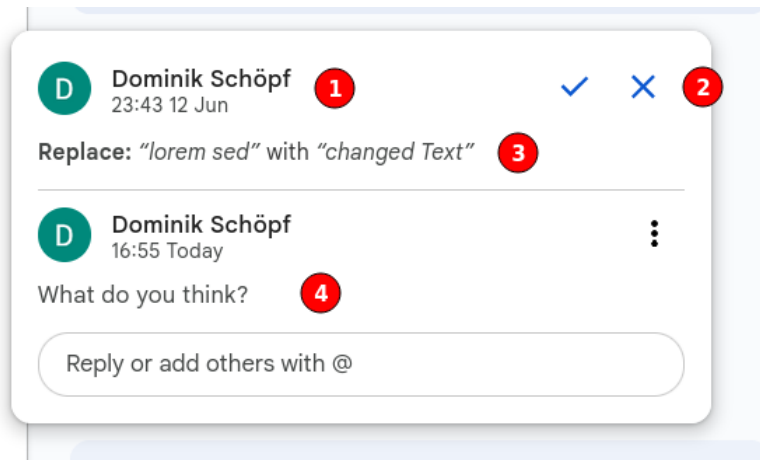 D
Dominik Schöpf
1
2
23:43 12 Jun
Replace: “lorem sed” with “changed Text”
3
D
Dominik Schöpf
16:55 Today
What do you think?
4
Reply or add others with @